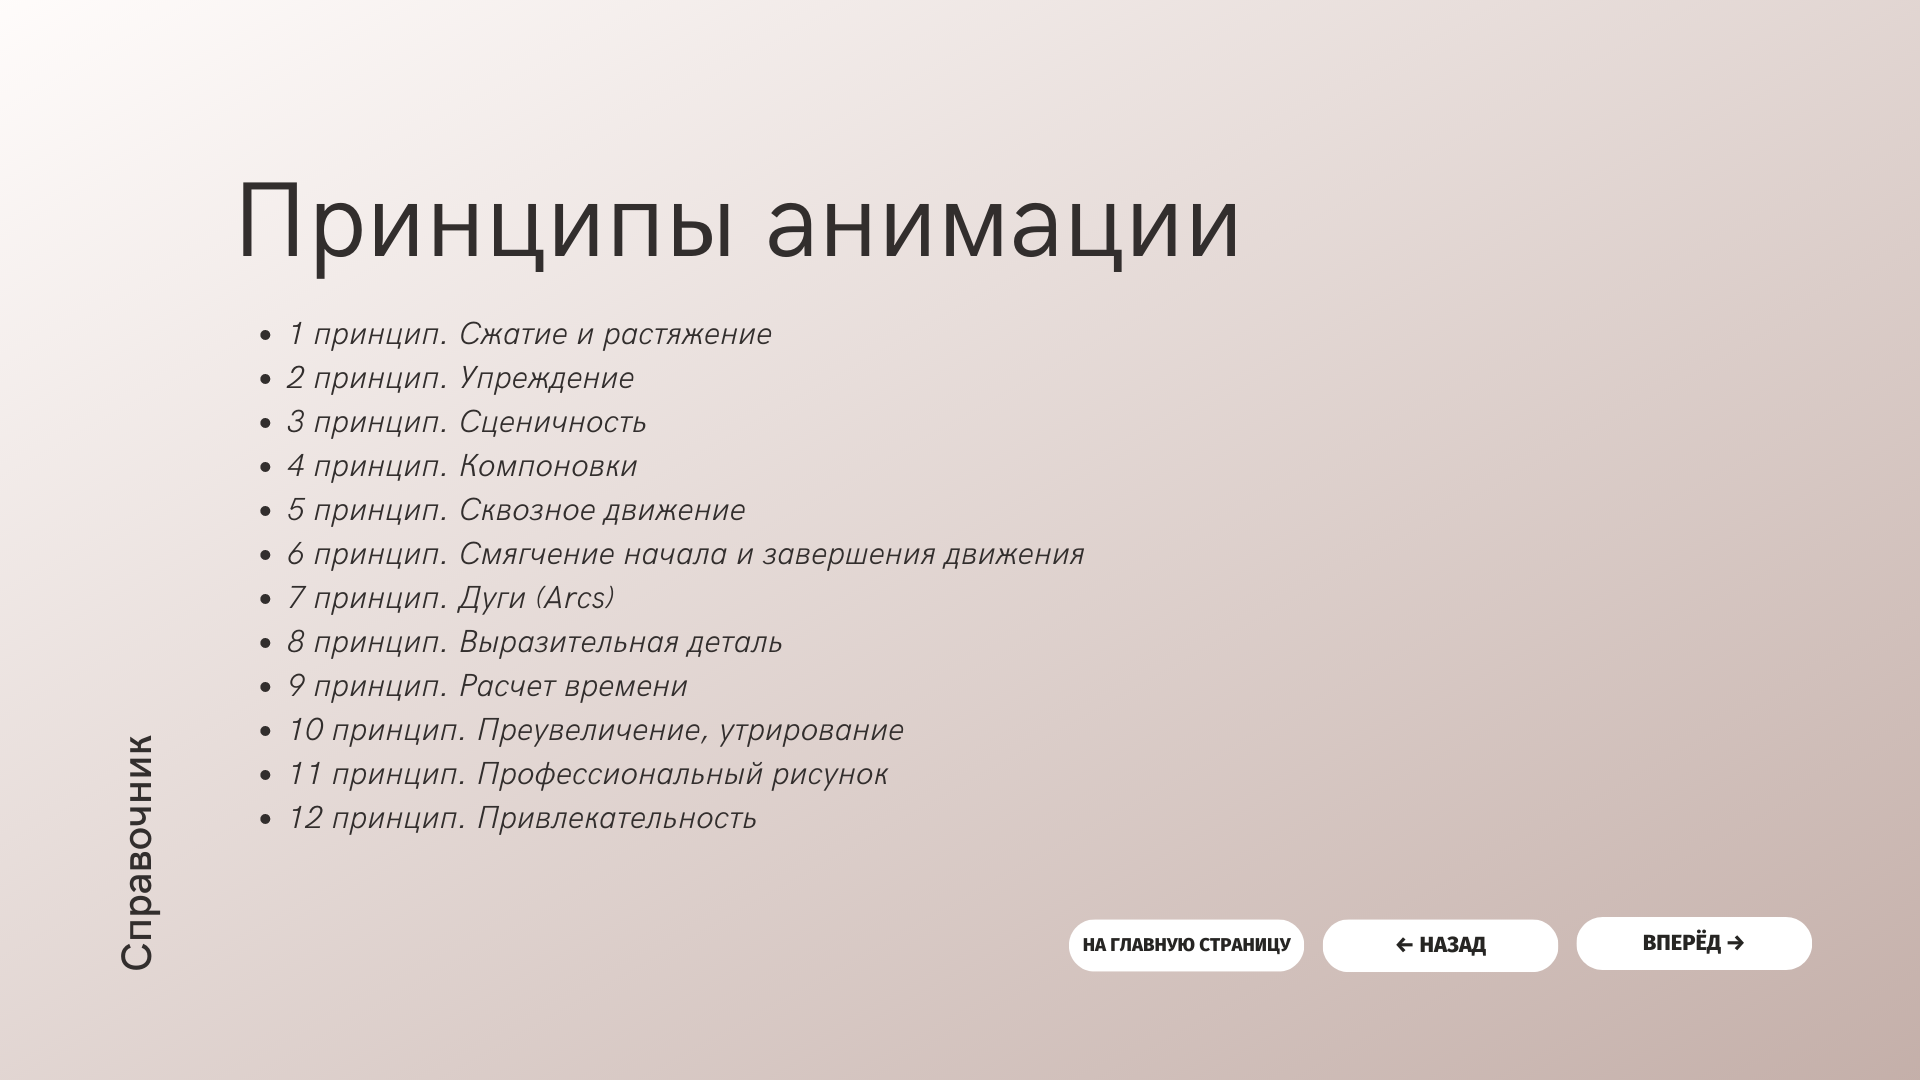 Принципы анимации
• 1 принцип. Сжатие и растяжение
• 2 принцип. Упреждение
• 3 принцип. Сценичность
• 4 принцип. Компоновки
• 5 принцип. Сквозное движение
• 6 принцип. Смягчение начала и завершения движения
• 7 принцип. Дуги (Arcs)
• 8 принцип. Выразительная деталь
• 9 принцип. Расчет времени
• 10 принцип. Преувеличение, утрирование
• 11 принцип. Профессиональный рисунок
• 12 принцип. Привлекательность
Справочник
НА ГЛАВНУЮ СТРАНИЦУ
← НАЗАД
ВПЕРЁД →